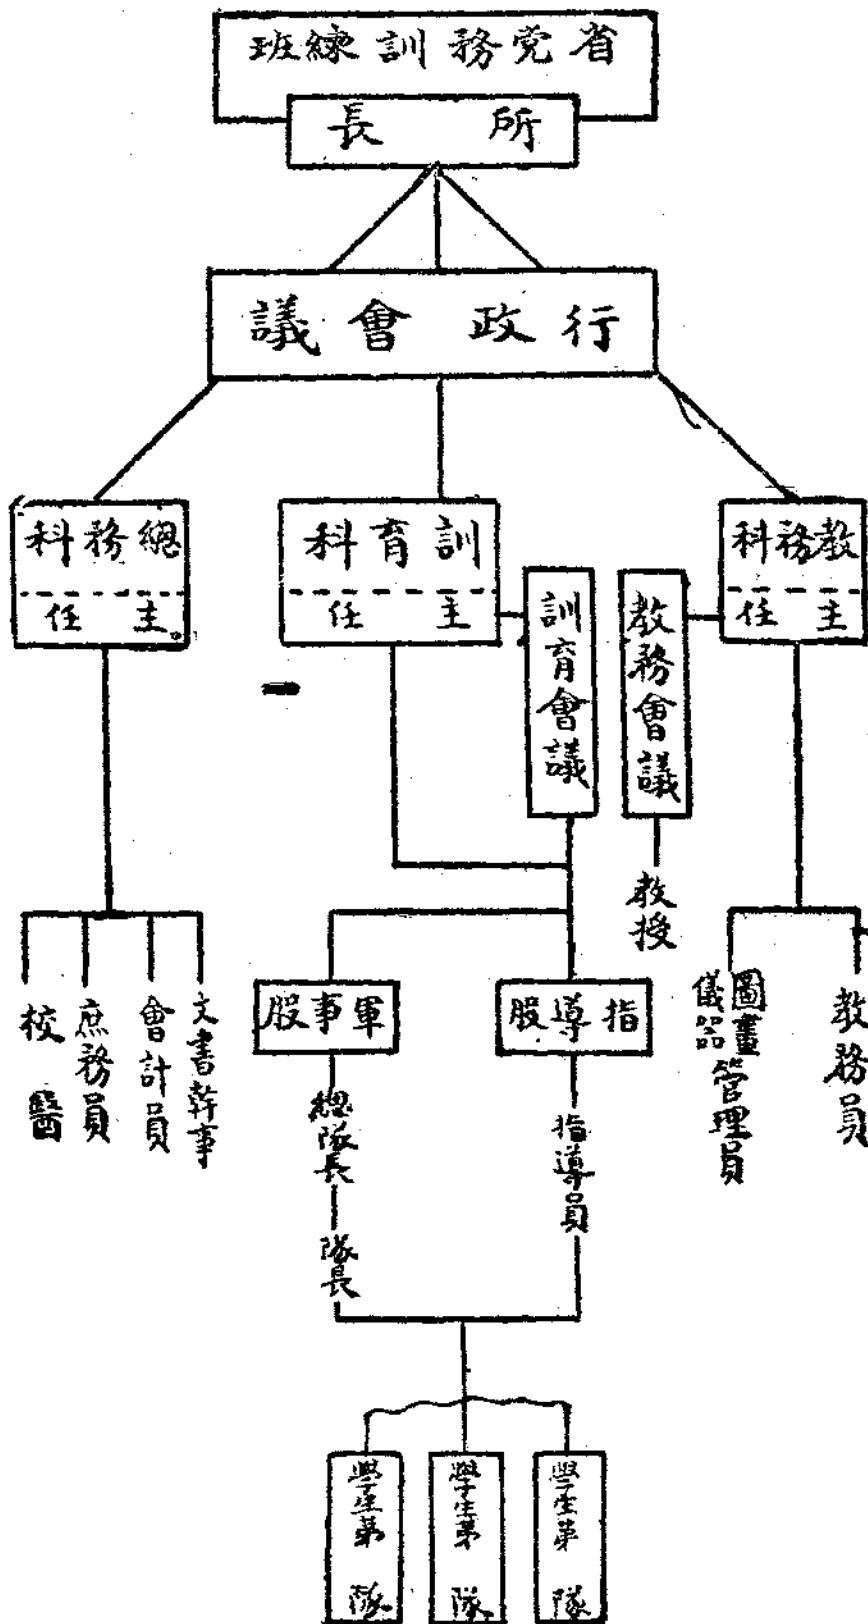 省党務訓練班
所長
行政會議
教務科
主任
訓育科
主任
總務科
主任
教務會議
訓育會議
教授
教務員
圖書儀器管理員
指導股
軍事股
文書幹事
會計員
庶務員
校醫
指導員
總隊長
隊長
學生第 隊
學生第 隊
學生第 隊